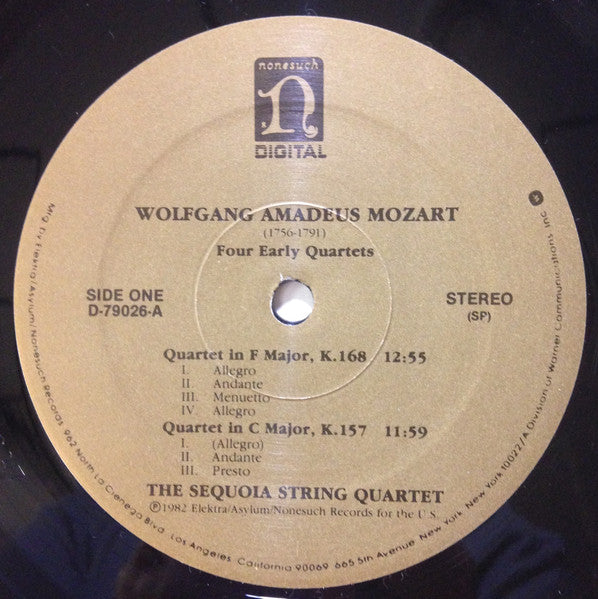 nonesuch
n
R
DIGITAL
WOLFGANG AMADEUS MOZART
(1756-1791)
Four Early Quartets
SIDE ONE
D-79026-A
STEREO
(SP)
Quartet in F Major, K.168 12:55
I. Allegro
II. Andante
III. Menuetto
IV. Allegro
Quartet in C Major, K.157 11:59
I. (Allegro)
II. Andante
III. Presto
THE SEQUOIA STRING QUARTET
℗1982 Elektra/Asylum/Nonesuch Records for the U.S.
Mfg. by Elektra/Asylum/Nonesuch Records, 962 North La Cienega Blvd., Los Angeles, California 90069 665 5th Avenue, New York, New York 10022/A Division of Warner Communications, Inc.